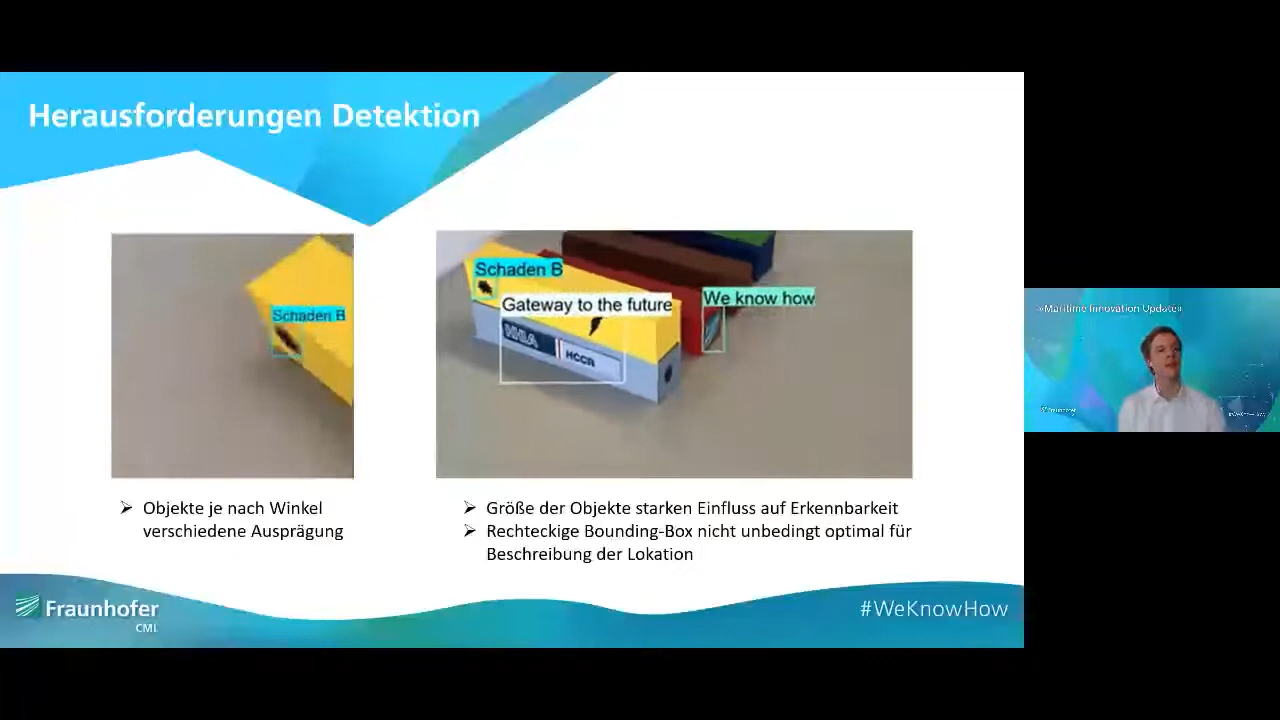 Herausforderungen Detektion
Schaden B
Schaden B
Gateway to the future
We know how
HCCR
➢ Objekte je nach Winkel
verschiedene Ausprägung
➢ Größe der Objekte starken Einfluss auf Erkennbarkeit
➢ Rechteckige Bounding-Box nicht unbedingt optimal für
Beschreibung der Lokation
Fraunhofer
CML
#WeKnowHow
»Maritime Innovation Update«
Fraunhofer
#WeKnowHow